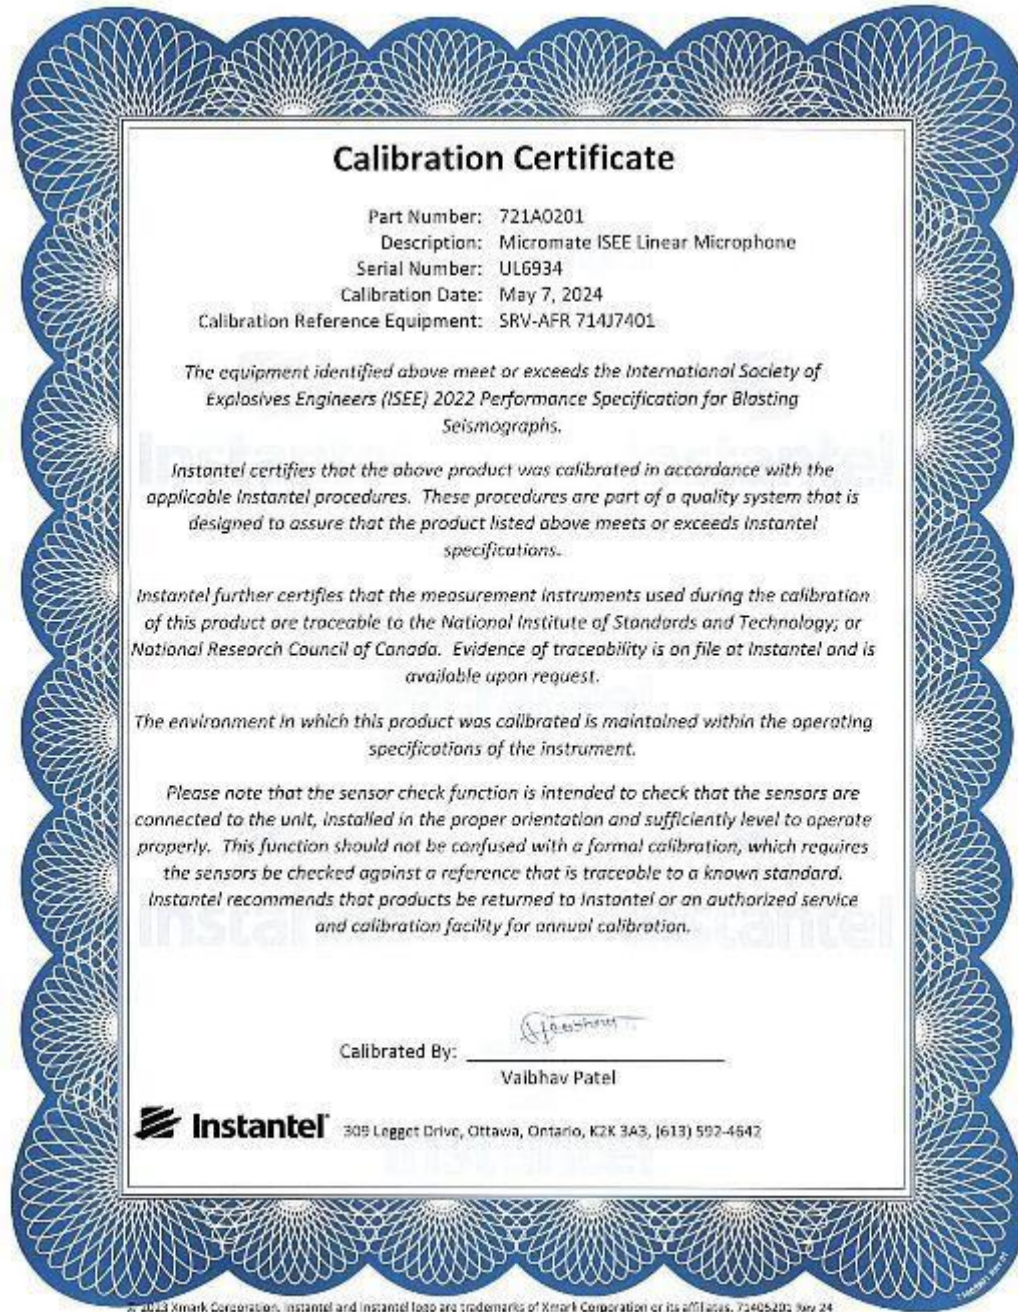 Calibration Certificate
Part Number: 721A0201
Description: Micromate ISEE Linear Microphone
Serial Number: UL6934
Calibration Date: May 7, 2024
Calibration Reference Equipment: SRV-AFR 714J7401
The equipment identified above meet or exceeds the International Society of
Explosives Engineers (ISEE) 2022 Performance Specification for Blasting
Seismographs.
Instantel certifies that the above product was calibrated in accordance with the
applicable Instantel procedures. These procedures are part of a quality system that is
designed to assure that the product listed above meets or exceeds Instantel
specifications.
Instantel further certifies that the measurement instruments used during the calibration
of this product are traceable to the National Institute of Standards and Technology; or
National Research Council of Canada. Evidence of traceability is on file at Instantel and is
available upon request.
The environment in which this product was calibrated is maintained within the operating
specifications of the instrument.
Please note that the sensor check function is intended to check that the sensors are
connected to the unit, installed in the proper orientation and sufficiently level to operate
properly. This function should not be confused with a formal calibration, which requires
the sensors be checked against a reference that is traceable to a known standard.
Instantel recommends that products be returned to Instantel or an authorized service
and calibration facility for annual calibration.
Calibrated By:
Vaibhav Patel
Instantel 309 Legget Drive, Ottawa, Ontario, K2K 3A3, (613) 592-4642
© 2023 Xmark Corporation. Instantel and Instantel logo are trademarks of Xmark Corporation or its affiliates. 71405201 Rev 24